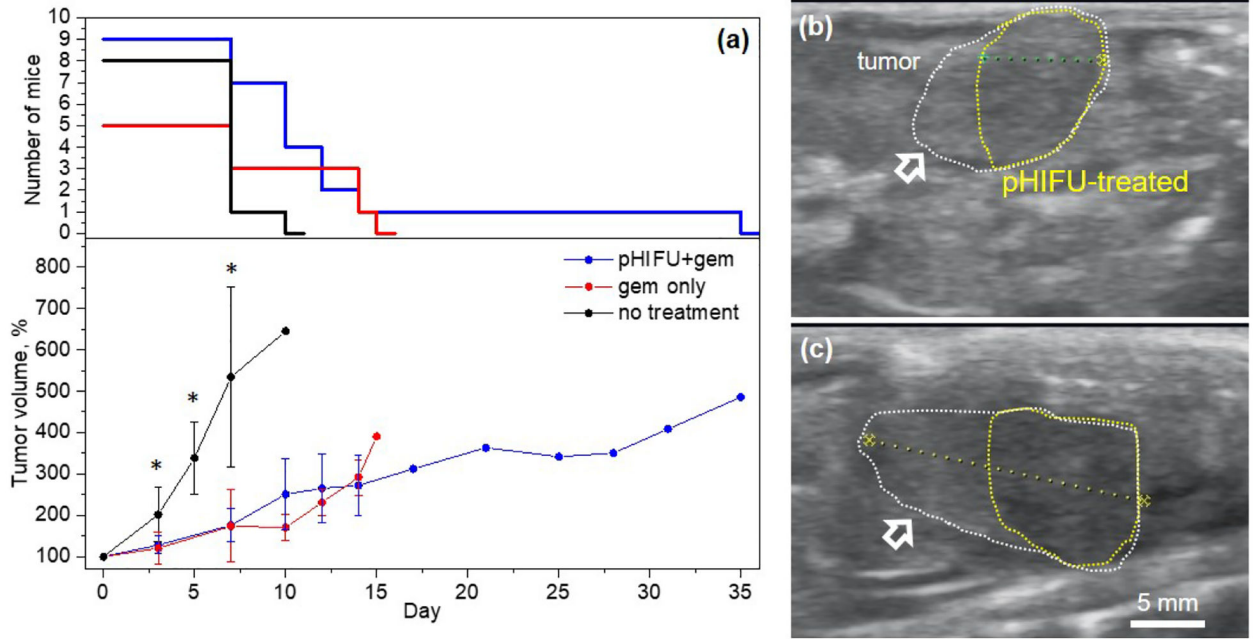 (a)
10
9
8
7
6
5
4
3
2
1
0
Number of mice
800
700
600
500
400
300
200
100
Tumor volume, %
pHIFU+gem
gem only
no treatment
*
*
*
0
5
10
15
20
25
30
35
Day
(b)
tumor
pHIFU-treated
(c)
5 mm